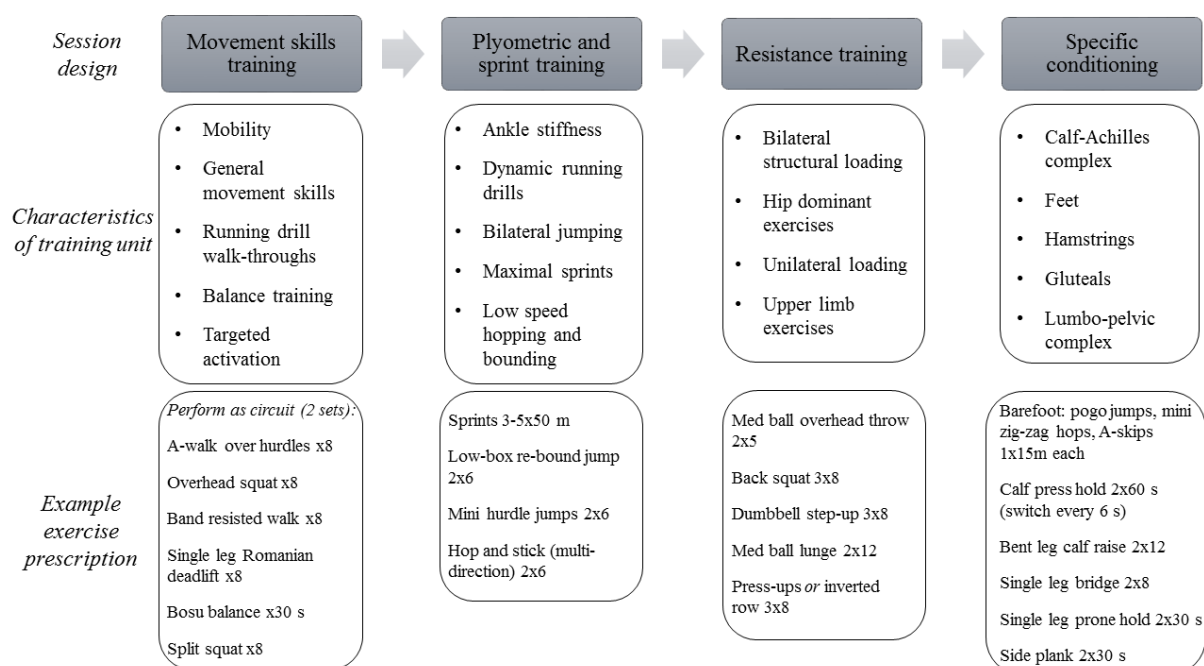 Session
design
Movement skills
training
Plyometric and
sprint training
Resistance training
Specific
conditioning
Characteristics
of training unit
• Mobility
• General
movement skills
• Running drill
walk-throughs
• Balance training
• Targeted
activation
• Ankle stiffness
• Dynamic running
drills
• Bilateral jumping
• Maximal sprints
• Low speed
hopping and
bounding
• Bilateral
structural loading
• Hip dominant
exercises
• Unilateral loading
• Upper limb
exercises
• Calf-Achilles
complex
• Feet
• Hamstrings
• Gluteals
• Lumbo-pelvic
complex
Example
exercise
prescription
Perform as circuit (2 sets):
A-walk over hurdles x8
Overhead squat x8
Band resisted walk x8
Single leg Romanian
deadlift x8
Bosu balance x30 s
Split squat x8
Sprints 3-5x50 m
Low-box re-bound jump
2x6
Mini hurdle jumps 2x6
Hop and stick (multi-
direction) 2x6
Med ball overhead throw
2x5
Back squat 3x8
Dumbbell step-up 3x8
Med ball lunge 2x12
Press-ups or inverted
row 3x8
Barefoot: pogo jumps, mini
zig-zag hops, A-skips
1x15m each
Calf press hold 2x60 s
(switch every 6 s)
Bent leg calf raise 2x12
Single leg bridge 2x8
Single leg prone hold 2x30 s
Side plank 2x30 s